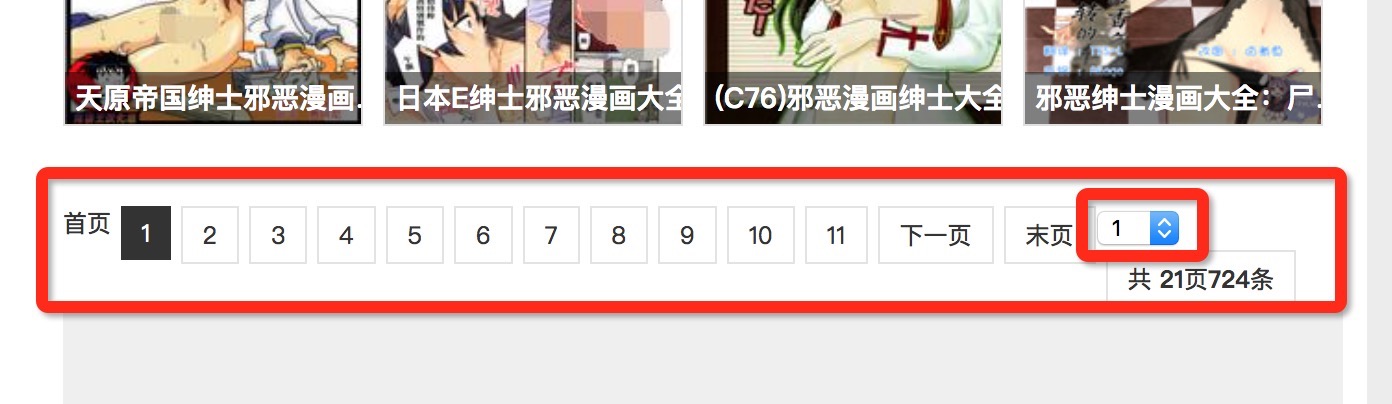 天原帝国绅士邪恶漫画.
日本E绅士邪恶漫画大全
(C76)邪恶漫画绅士大全
邪恶绅士漫画大全：尸.
首页 1 2 3 4 5 6 7 8 9 10 11 下一页 末页 1
共 21页724条